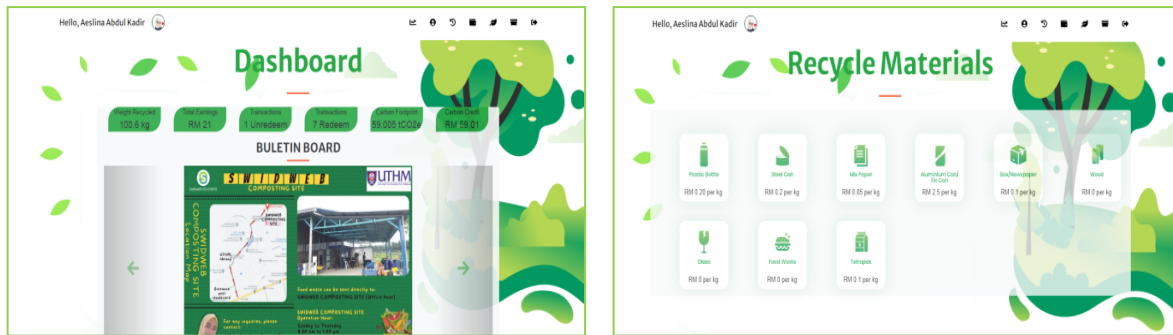 Hello, Aeslina Abdul Kadir
Dashboard
Weight Recycled
100.6 kg
Total Earnings
RM 21
Transactions
1 Unredeem
Transactions
7 Redeem
Carbon Footprint
59.005 tCO2e
Carbon Credit
RM 59.01
BULETIN BOARD
SWIDWEB
COMPOSTING SITE
UTHM
SWIDWEB
COMPOSTING SITE
Location Map
Food waste can be sent directly to:
SWIDWEB COMPOSTING SITE (Office hour)
SWIDWEB COMPOSTING SITE
Operation Hour:
Sunday to Thursday
For any inquiries, please
contact:
Hello, Aeslina Abdul Kadir
Recycle Materials
Plastic Bottle
RM 0.20 per kg
Steel Can
RM 0.2 per kg
Mix Paper
RM 0.05 per kg
Aluminium Can/
Tin Can
RM 2.5 per kg
Box/Newspaper
RM 0.1 per kg
Wood
RM 0 per kg
Glass
RM 0 per kg
Food Waste
RM 0 per kg
Tetrapak
RM 0.1 per kg